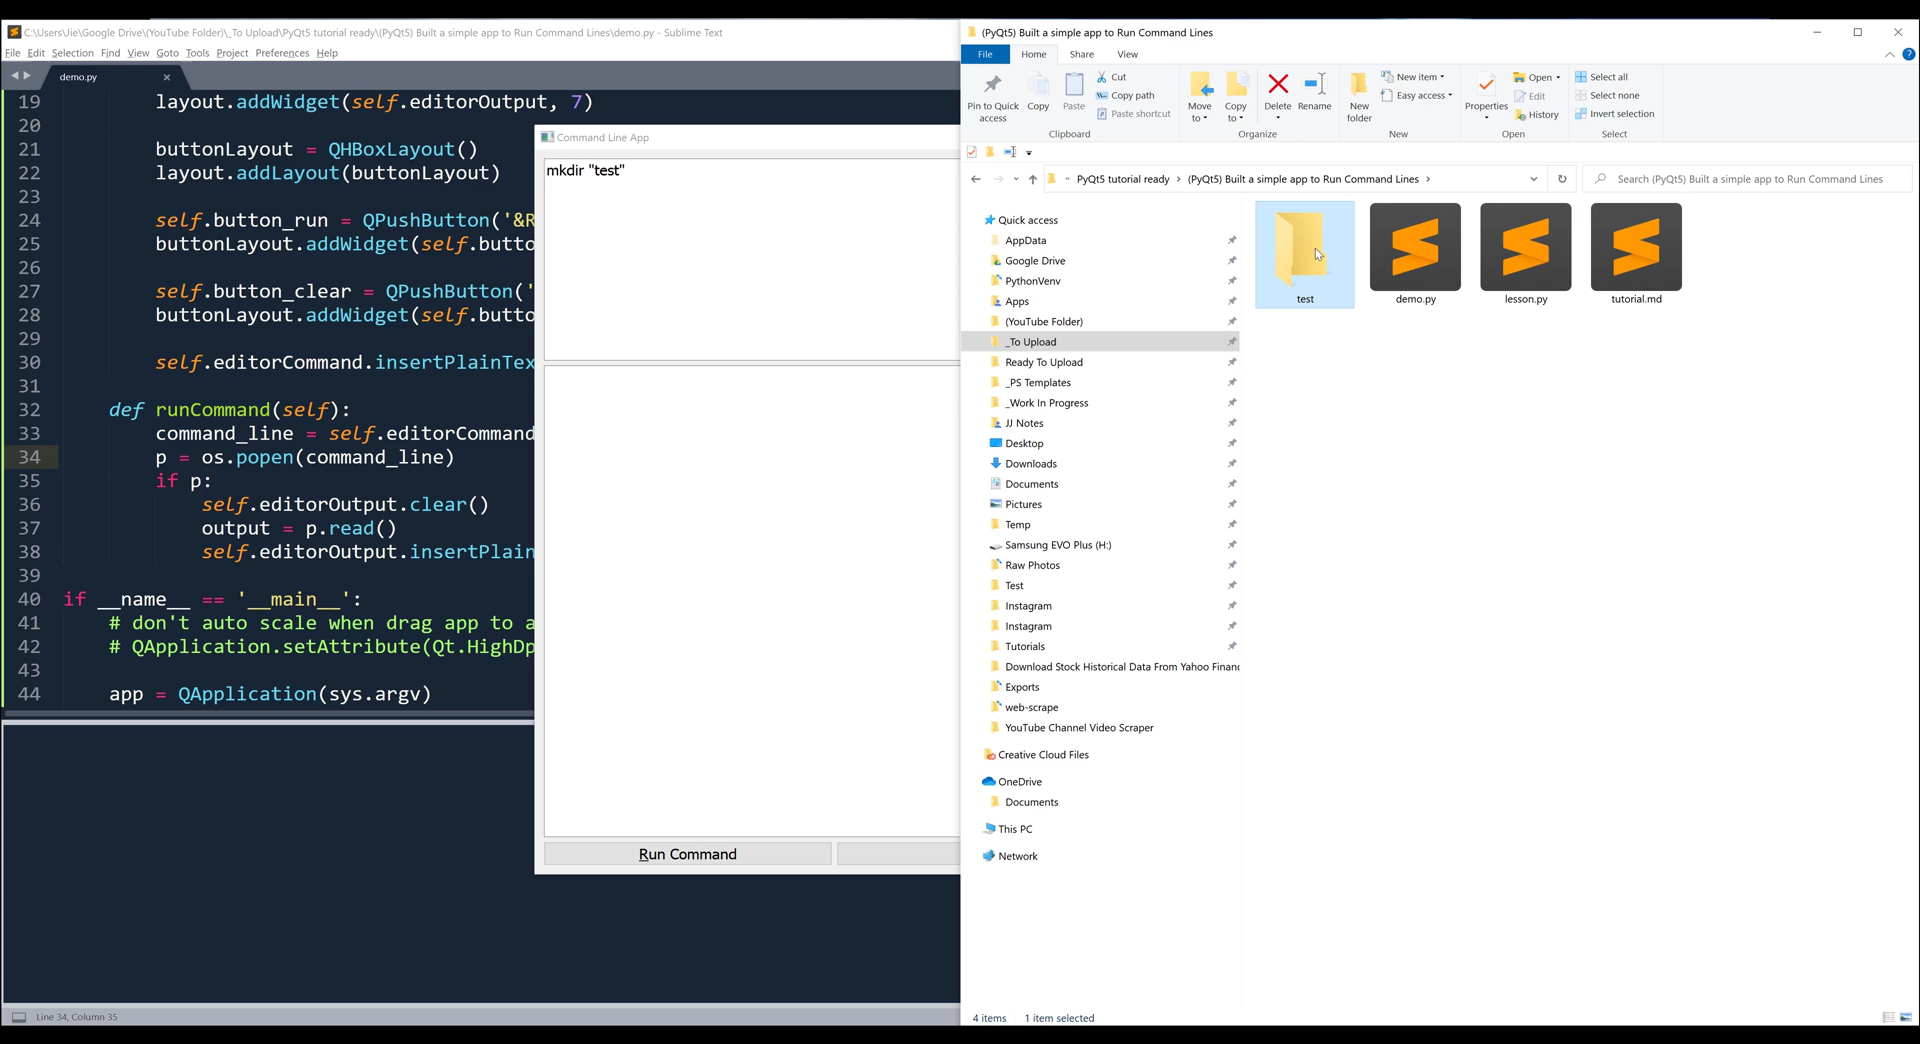 C:\Users\Jie\Google Drive\(YouTube Folder)\_To Upload\PyQt5 tutorial ready\(PyQt5) Built a simple app to Run Command Lines\demo.py - Sublime Text
File Edit Selection Find View Goto Tools Project Preferences Help
demo.py
19 layout.addWidget(self.editorOutput, 7)
20
21 buttonLayout = QHBoxLayout()
22 layout.addLayout(buttonLayout)
23
24 self.button_run = QPushButton('&R
25 buttonLayout.addWidget(self.butto
26
27 self.button_clear = QPushButton('
28 buttonLayout.addWidget(self.butto
29
30 self.editorCommand.insertPlainTex
31
32 def runCommand(self):
33 command_line = self.editorCommand
34 p = os.popen(command_line)
35 if p:
36 self.editorOutput.clear()
37 output = p.read()
38 self.editorOutput.insertPlain
39
40 if __name__ == '__main__':
41 # don't auto scale when drag app to a
42 # QApplication.setAttribute(Qt.HighDp
43
44 app = QApplication(sys.argv)
Line 34, Column 35
Command Line App
mkdir "test"
Run Command
(PyQt5) Built a simple app to Run Command Lines
File Home Share View
Pin to Quick access
Copy
Paste
Cut
Copy path
Paste shortcut
Clipboard
Move to
Copy to
Delete
Rename
Organize
New folder
New item
Easy access
New
Properties
Open
Edit
History
Open
Select all
Select none
Invert selection
Select
PyQt5 tutorial ready > (PyQt5) Built a simple app to Run Command Lines >
Search (PyQt5) Built a simple app to Run Command Lines
Quick access
AppData
Google Drive
PythonVenv
Apps
(YouTube Folder)
_To Upload
Ready To Upload
_PS Templates
_Work In Progress
JJ Notes
Desktop
Downloads
Documents
Pictures
Temp
Samsung EVO Plus (H:)
Raw Photos
Test
Instagram
Instagram
Tutorials
Download Stock Historical Data From Yahoo Financ
Exports
web-scrape
YouTube Channel Video Scraper
Creative Cloud Files
OneDrive
Documents
This PC
Network
test
demo.py
lesson.py
tutorial.md
4 items
1 item selected